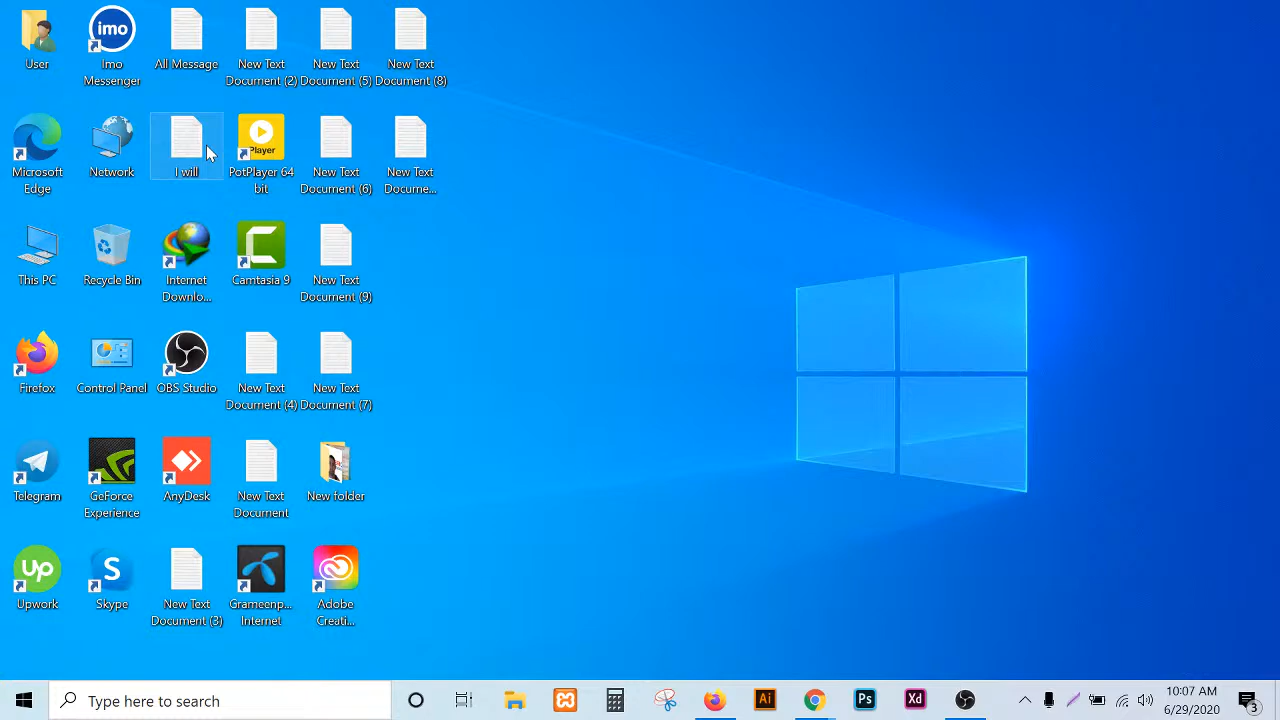 User
Imo
Messenger
All Message
New Text
Document (2)
New Text
Document (5)
New Text
Document (8)
Microsoft
Edge
Network
I will
Player
PotPlayer 64
bit
New Text
Document (6)
New Text
Docume...
This PC
Recycle Bin
Internet
Downlo...
Camtasia 9
New Text
Document (9)
Firefox
Control Panel
OBS Studio
New Text
Document (4)
New Text
Document (7)
Telegram
GeForce
Experience
AnyDesk
New Text
Document
New folder
Upwork
Skype
New Text
Document (3)
Grameenp...
Internet
Adobe
Creati...
imo
up
S
Type here to search
Ai
Ps
Xd
10:07 AM
6/29/2020
3